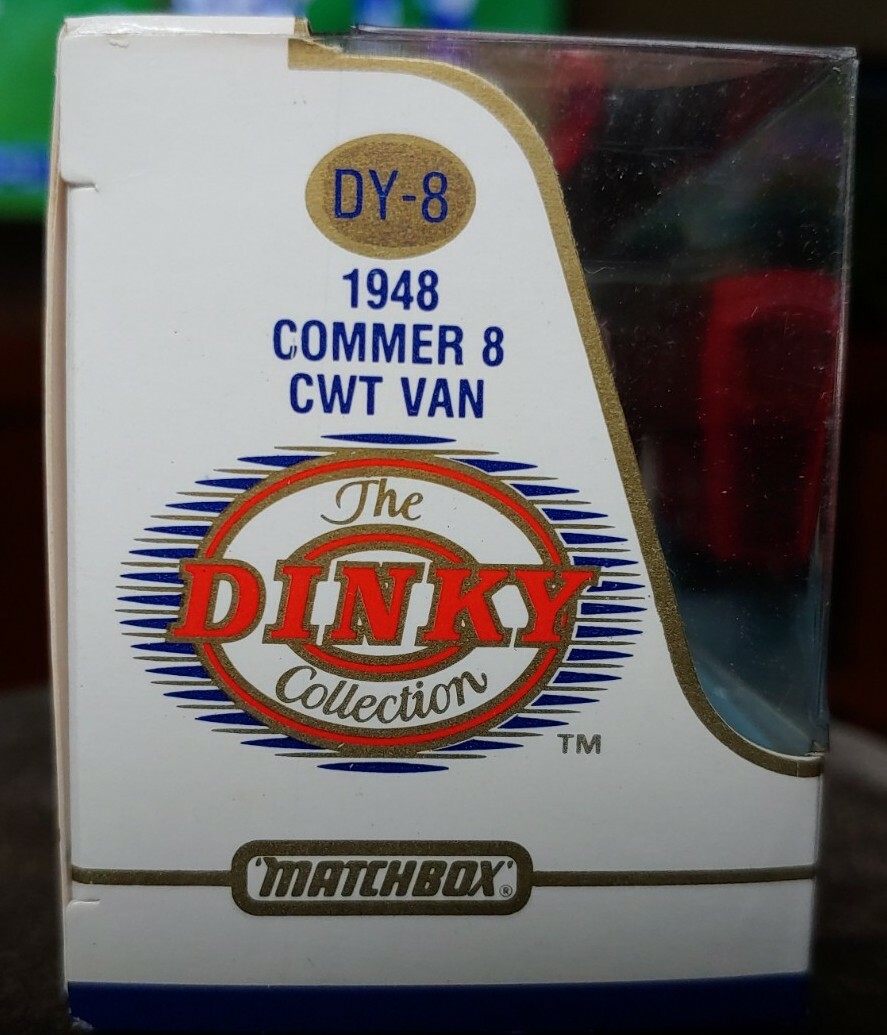 DY-8
1948
COMMER 8
CWT VAN
The
DINKY
Collection
TM
'MATCHBOX'®